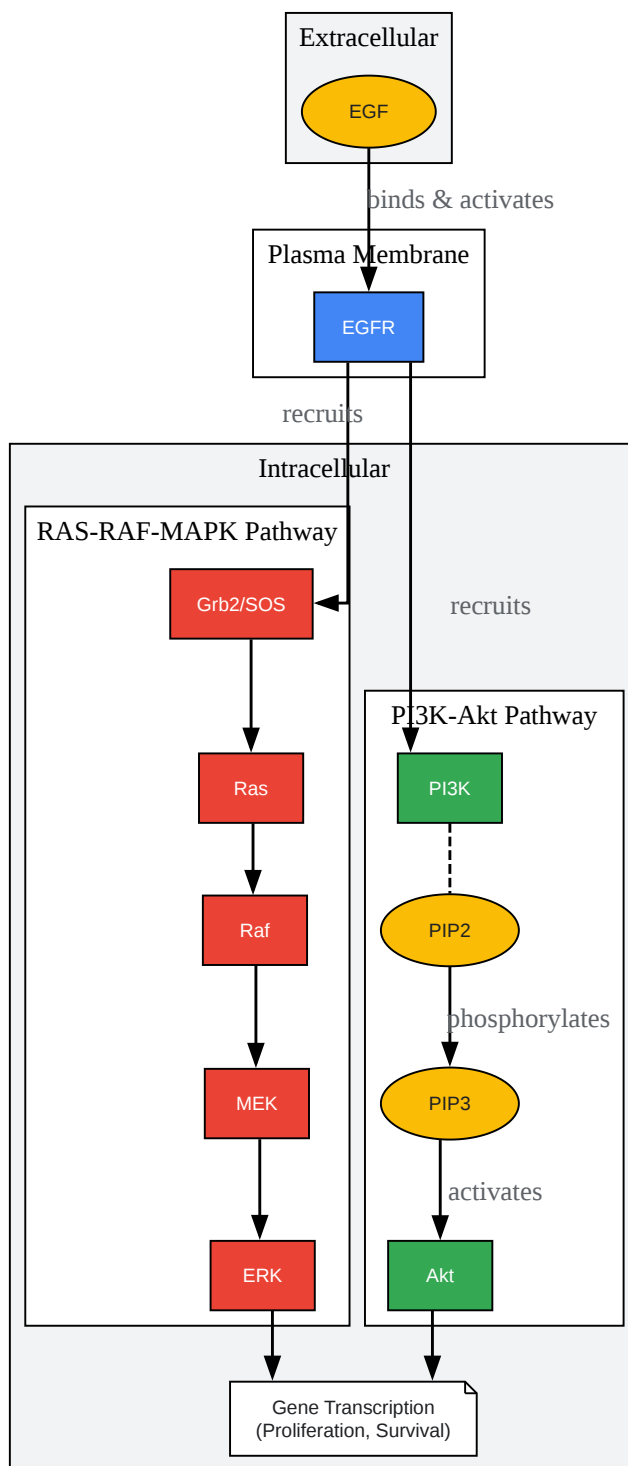 Extracellular
EGF
binds & activates
Plasma Membrane
EGFR
recruits
Intracellular
RAS-RAF-MAPK Pathway
Grb2/SOS
recruits
PI3K-Akt Pathway
Ras
PI3K
Raf
PIP2
phosphorylates
MEK
PIP3
activates
ERK
Akt
Gene Transcription
(Proliferation, Survival)